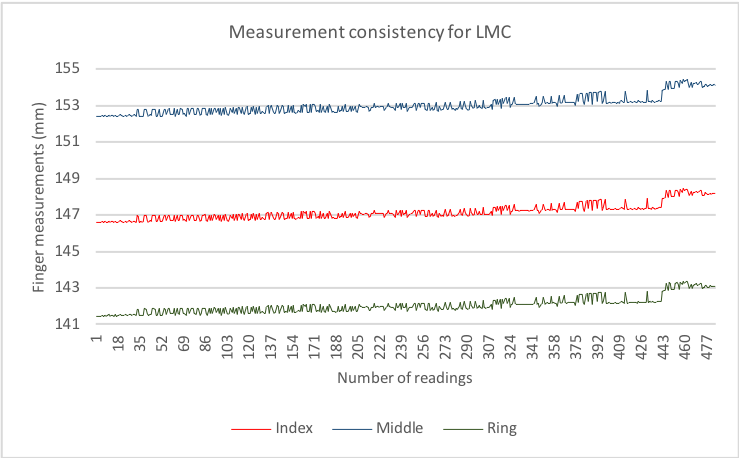 Measurement consistency for LMC
Finger measurements (mm)
155
153
151
149
147
145
143
141
1 18 35 52 69 86 103 120 137 154 171 188 205 222 239 256 273 290 307 324 341 358 375 392 409 426 443 460 477
Number of readings
Index Middle Ring